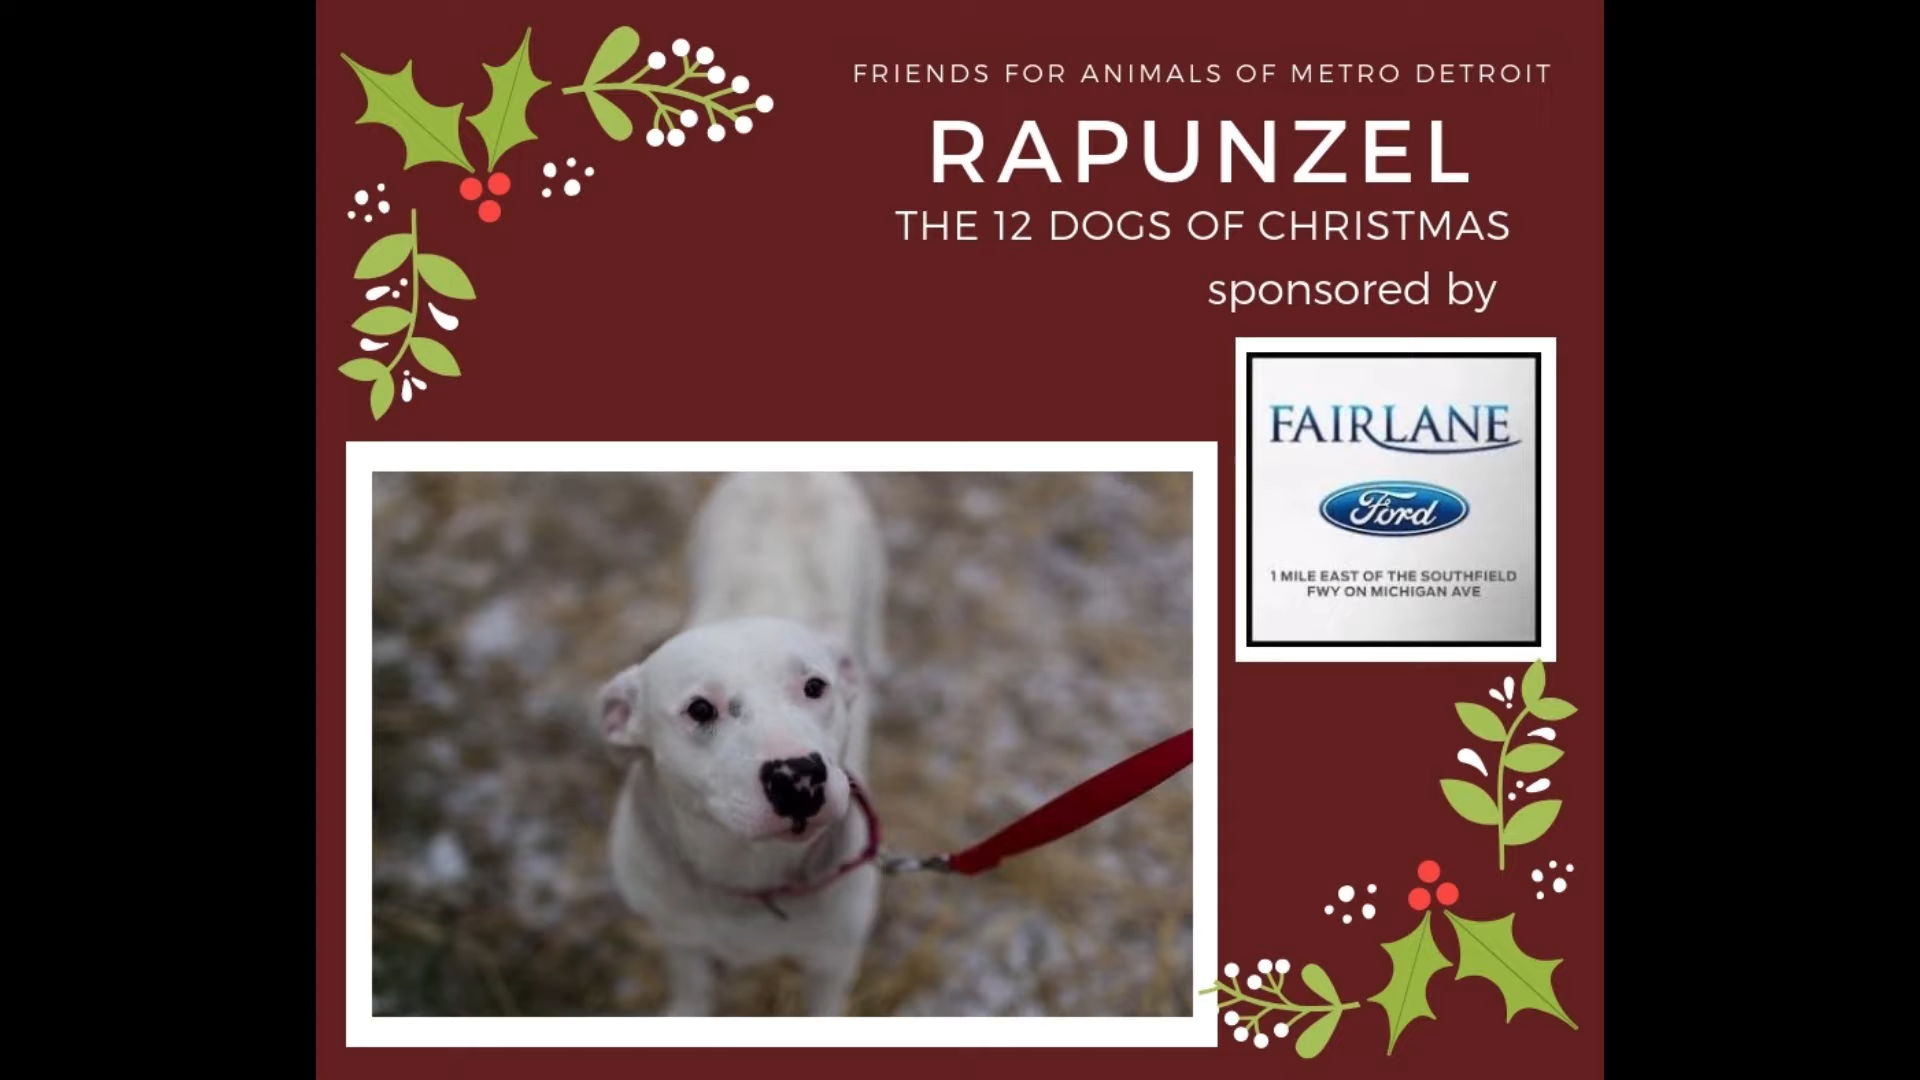 FRIENDS FOR ANIMALS OF METRO DETROIT
RAPUNZEL
THE 12 DOGS OF CHRISTMAS
sponsored by
FAIRLANE
Ford
1 MILE EAST OF THE SOUTHFIELD
FWY ON MICHIGAN AVE